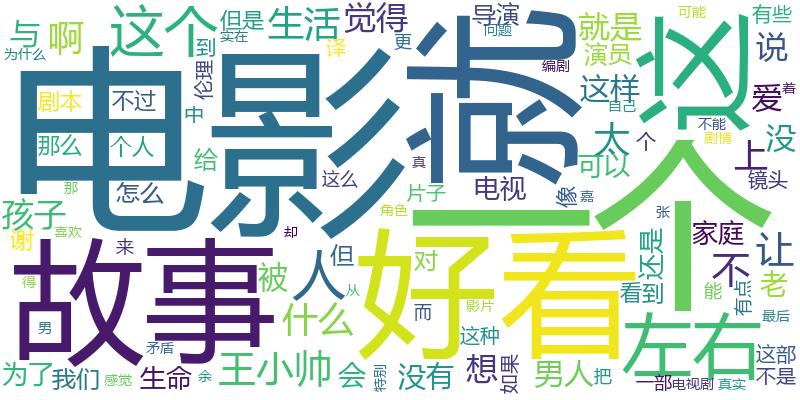 与
啊
这个
到
但是
实在
生活
觉得
更
导演
问题
就是
演员
可能
有些
说
为什么
译
伦理
编剧
电影
就
这
一个
剧本
不过
中
这样
自己
爱
着
那么
个人
给
太
个
不能
剧情
上
没
那
怎么
这么
真
可以
镜头
电视
片子
像
嘉
孩子
谢
喜欢
来
却
角色
张
家庭
让
故事
好看
人
但
对
被
从
而
影片
还是
看到
不
能
有点
老
得
男
矛盾
什么
这种
左右
最后
为了
我们
感觉
生命
余
王小帅
会
特别
没有
想
如果
男人
把
一部
电视剧
真实
这部
不是